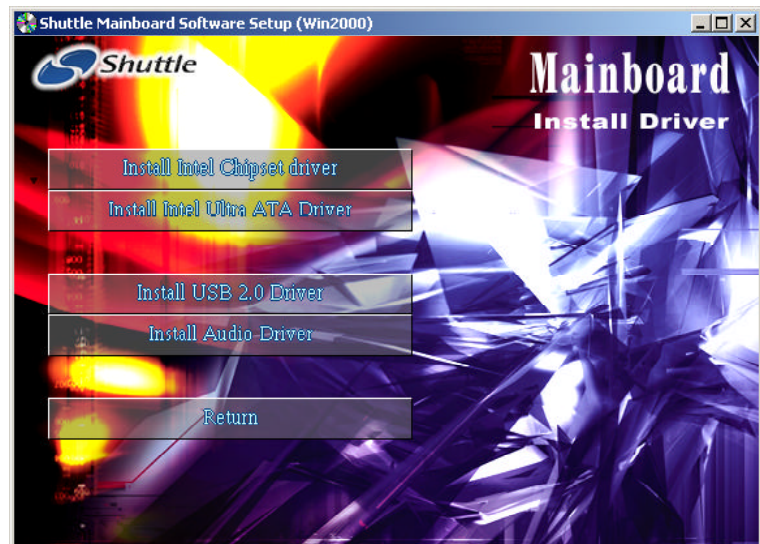 Shuttle Mainboard Software Setup (Win2000)
Shuttle
Mainboard
Install Driver
Install Intel Chipset driver
Install Intel Ultra ATA Driver
Install USB 2.0 Driver
Install Audio Driver
Return